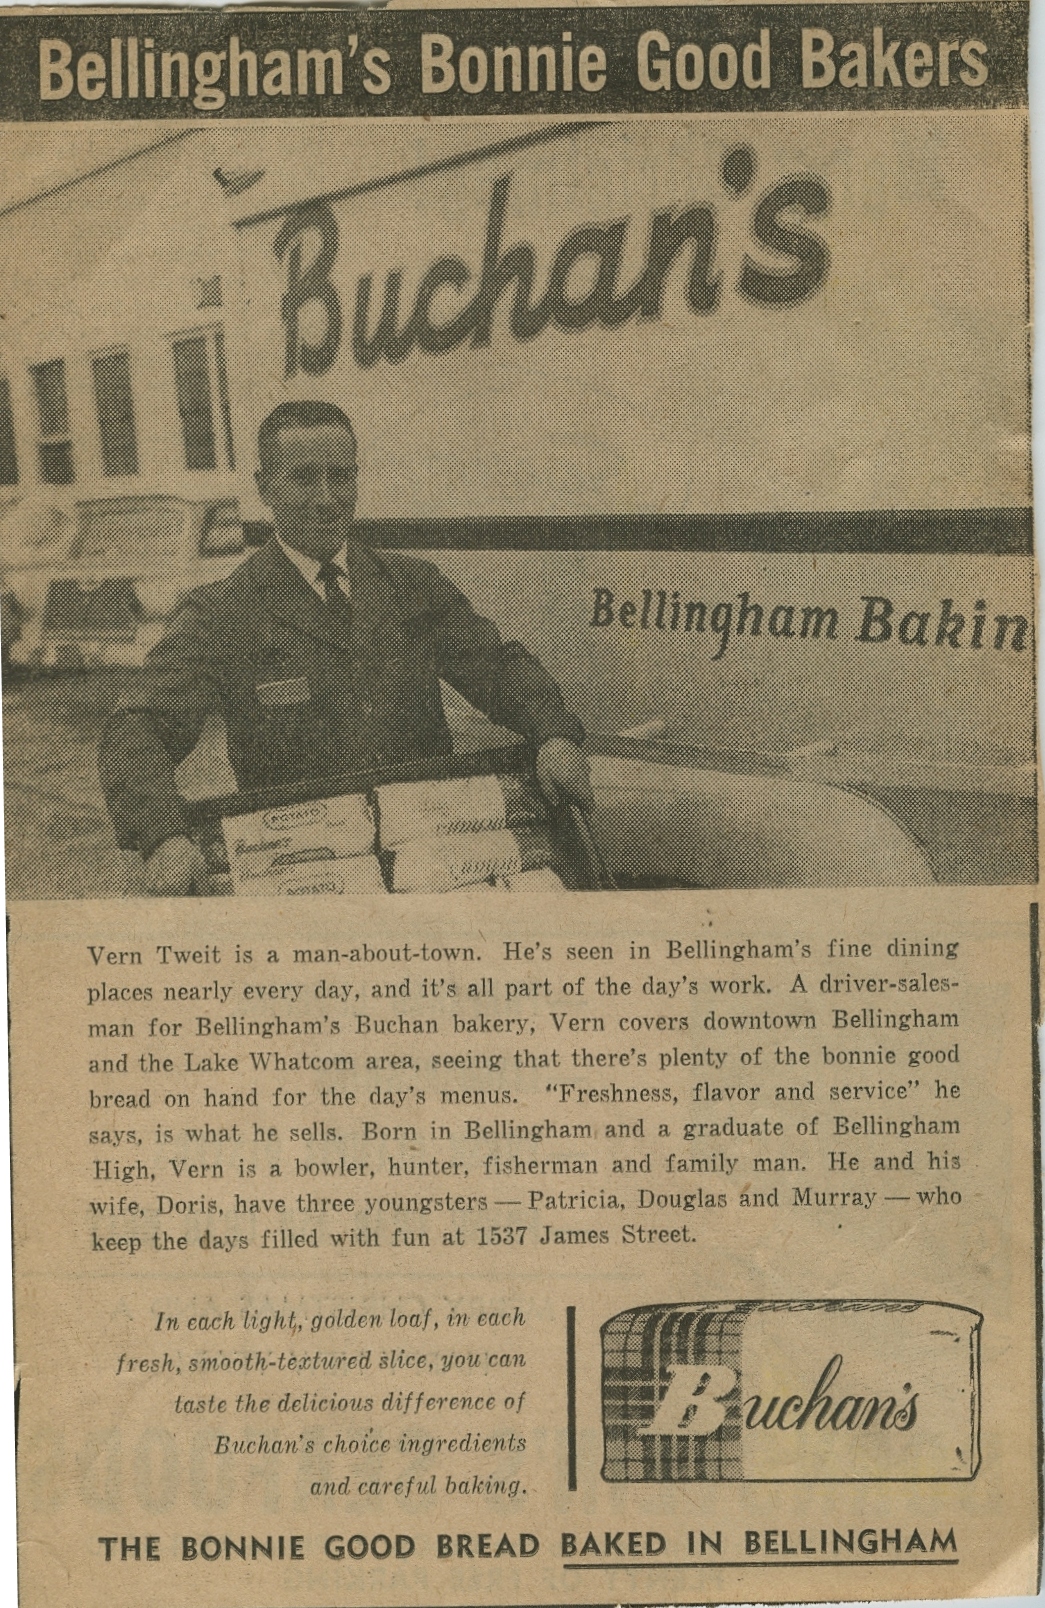 Bellingham's Bonnie Good Bakers
Buchan's
Bellingham Bakin
POTATO
Buchan's
Buchan's
POTATO
Vern Tweit is a man-about-town. He's seen in Bellingham's fine dining
places nearly every day, and it's all part of the day's work. A driver-sales-
man for Bellingham's Buchan bakery, Vern covers downtown Bellingham
and the Lake Whatcom area, seeing that there's plenty of the bonnie good
bread on hand for the day's menus. "Freshness, flavor and service" he
says, is what he sells. Born in Bellingham and a graduate of Bellingham
High, Vern is a bowler, hunter, fisherman and family man. He and his
wife, Doris, have three youngsters — Patricia, Douglas and Murray — who
keep the days filled with fun at 1537 James Street.
In each light, golden loaf, in each
fresh, smooth-textured slice, you can
taste the delicious difference of
Buchan's choice ingredients
and careful baking.
Buchan's
THE BONNIE GOOD BREAD BAKED IN BELLINGHAM